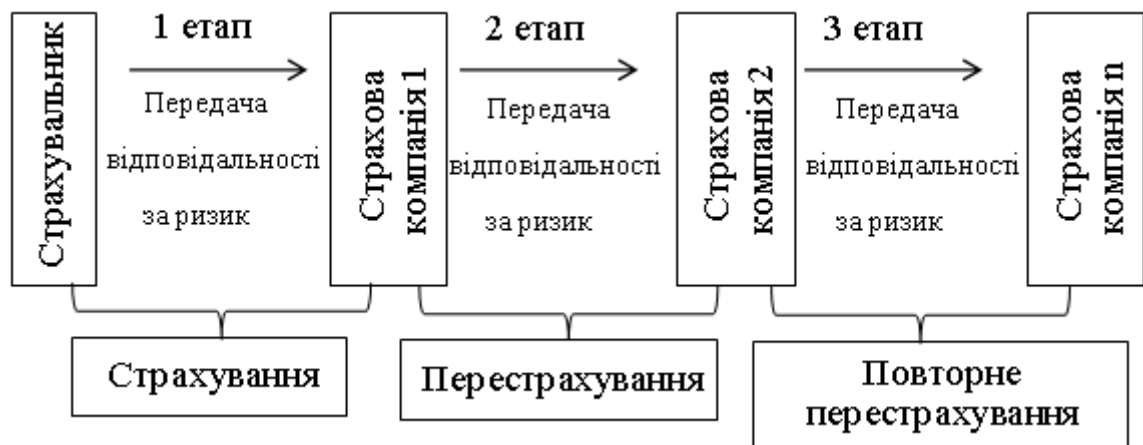 1 етап
2 етап
3 етап
Страхувальник
Передача
відповідальності
за ризик
Страхова
компанія 1
Передача
відповідальності
за ризик
Страхова
компанія 2
Передача
відповідальності
за ризик
Страхова
компанія n
Страхування
Перестрахування
Повторне
перестрахування